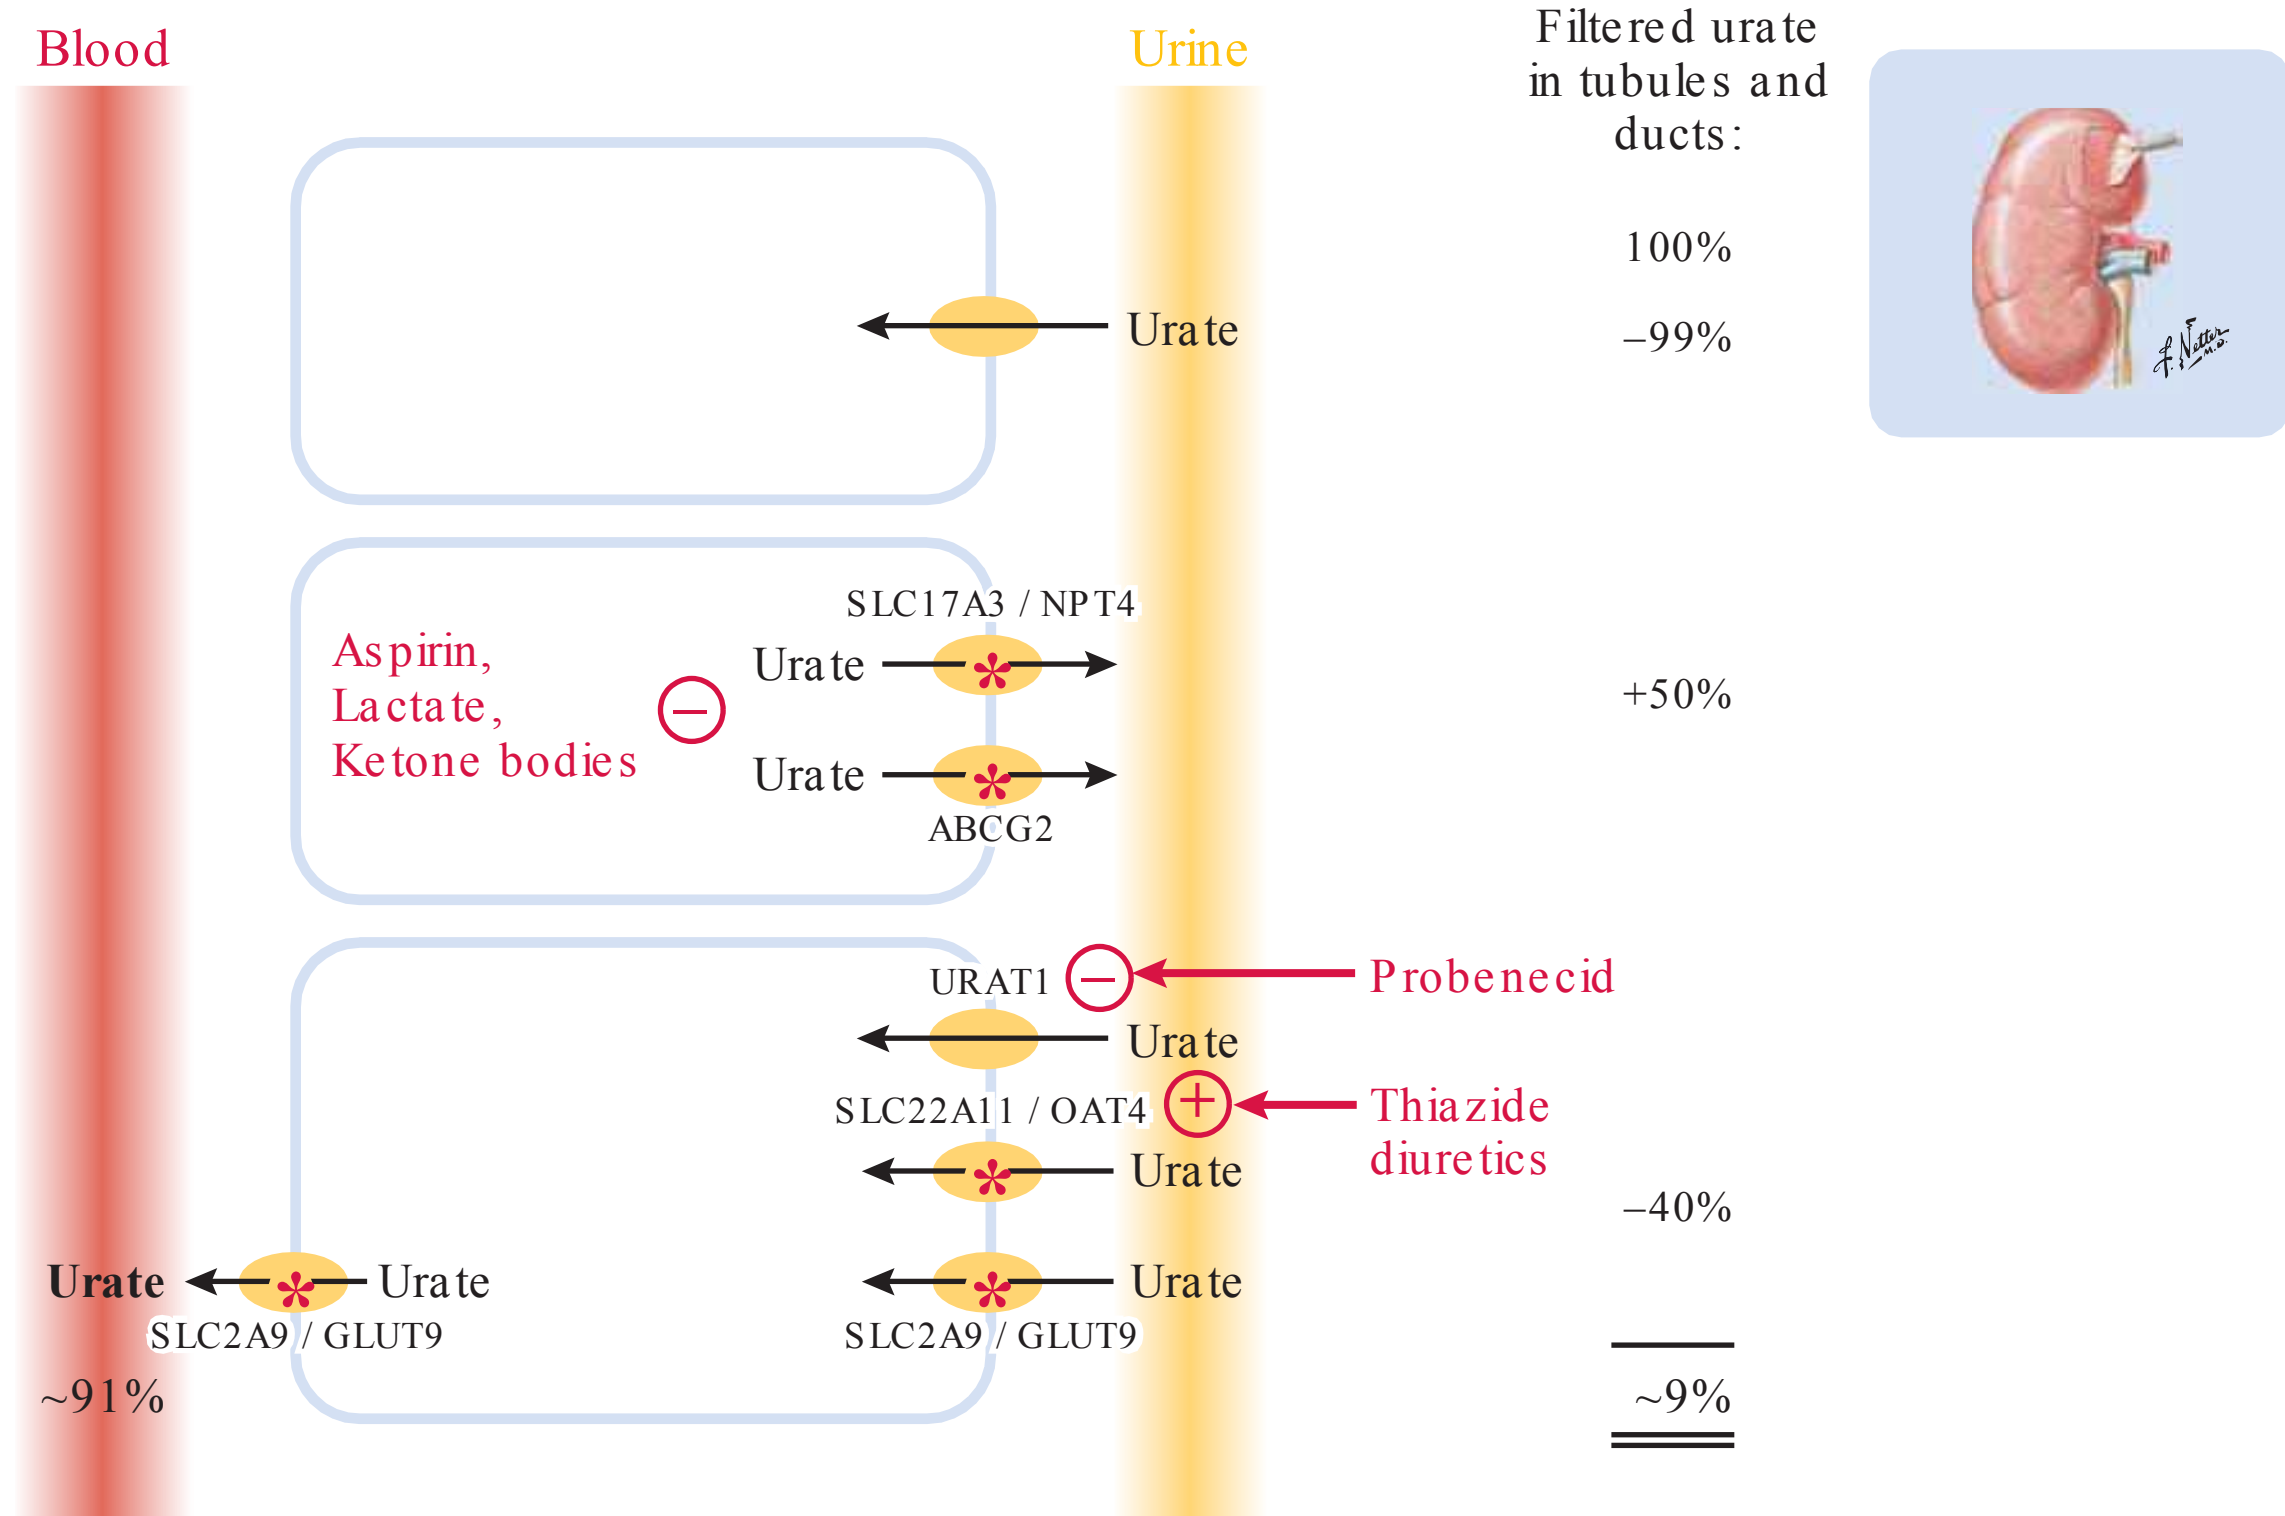 Blood
Urine
Filtered urate
in tubules and
ducts:
100%
Urate
–99%
F. Netter
M.D.
SLC17A3 / NPT4
Aspirin,
Lactate,
Ketone bodies
–
Urate
*
+50%
Urate
*
ABCG2
URAT1
–
Probenecid
Urate
SLC22A11 / OAT4
+
Thiazide
diuretics
*
Urate
–40%
Urate
*
Urate
*
Urate
SLC2A9 / GLUT9
SLC2A9 / GLUT9
~91%
~9%